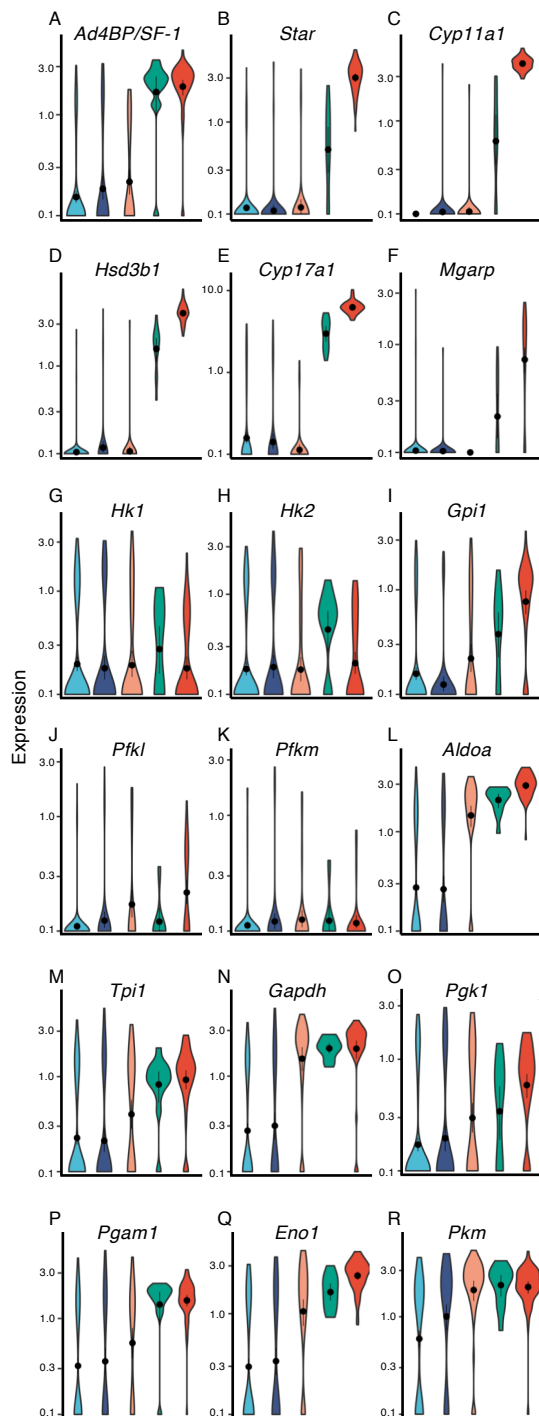 A B C
Ad4BP/SF-1 Star Cyp11a1
3.0 3.0 3.0
1.0 1.0 1.0
0.3 0.3 0.3
0.1 0.1 0.1
D E F
Hsd3b1 Cyp17a1 Mgarp
10.0
3.0 3.0
1.0 1.0 1.0
0.3 0.3
0.1 0.1 0.1
G H I
Hk1 Hk2 Gpi1
3.0 3.0 3.0
1.0 1.0 1.0
0.3 0.3 0.3
0.1 0.1 0.1
Expression
J K L
Pfkl Pfkm Aldoa
3.0
1.0 1.0 1.0
0.3 0.3 0.3
0.1 0.1 0.1
M N O
Tpi1 Gapdh Pgk1
3.0 3.0
1.0 1.0 1.0
0.3 0.3 0.3
0.1 0.1 0.1
P Q R
Pgam1 Eno1 Pkm
3.0 3.0 3.0
1.0 1.0 1.0
0.3 0.3 0.3
0.1 0.1 0.1